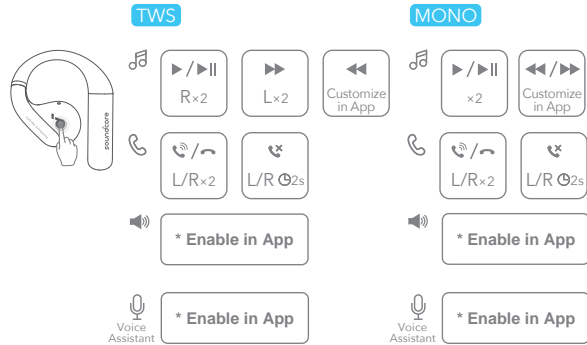 TWS
R×2
L×2
Customize
in App
L/R×2
L/R 2s
* Enable in App
Voice
Assistant
* Enable in App
soundcore
MONO
×2
Customize
in App
L/R×2
L/R 2s
* Enable in App
Voice
Assistant
* Enable in App